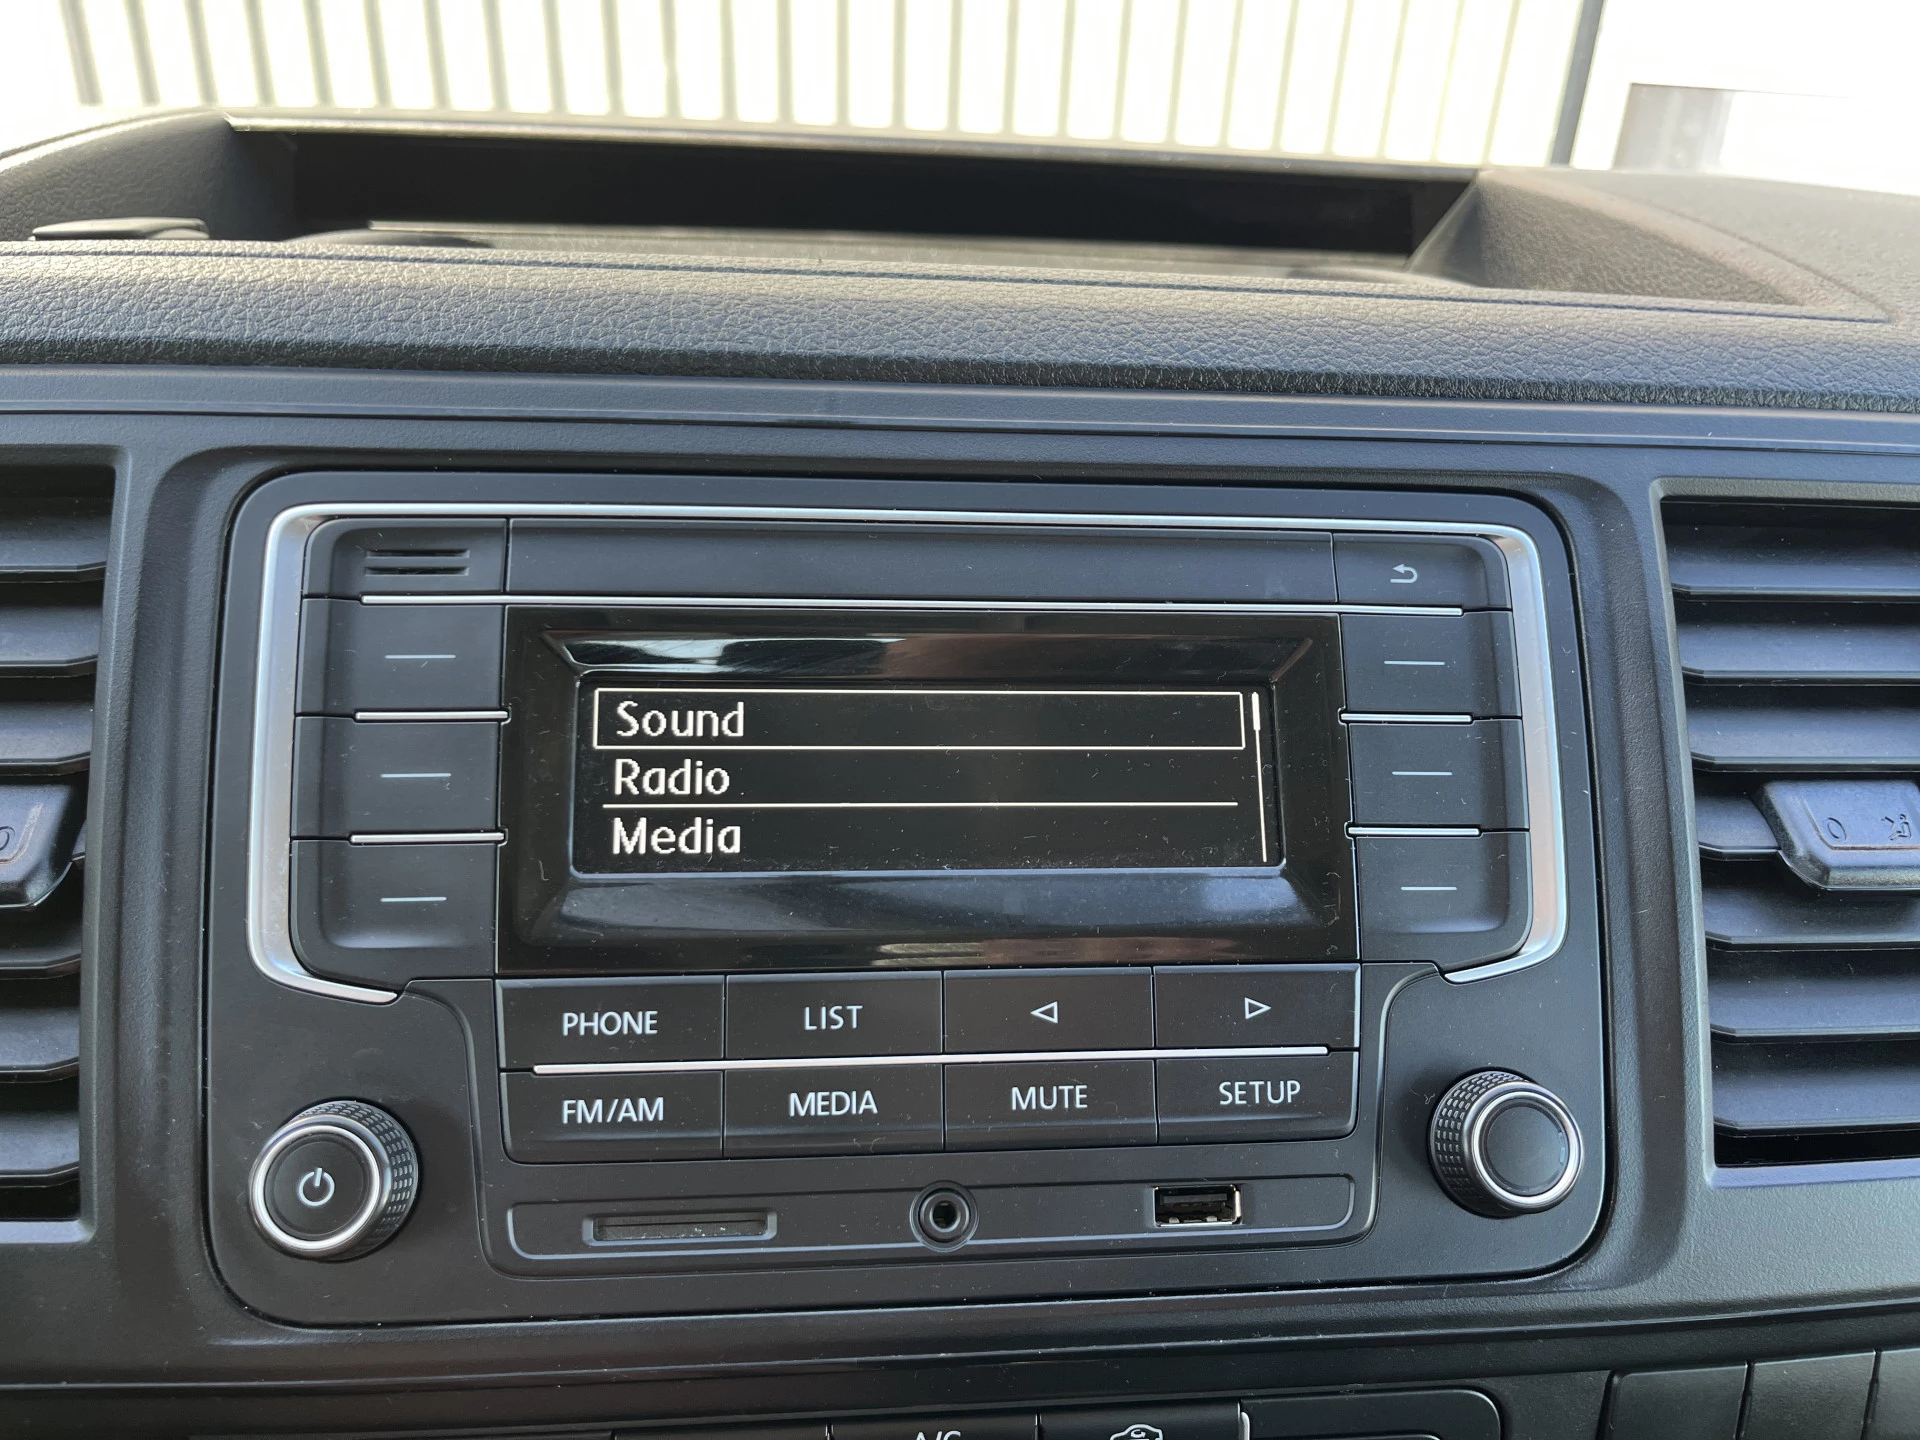 Sound
Radio
Media
PHONE LIST
FM/AM MEDIA MUTE SETUP
A/C